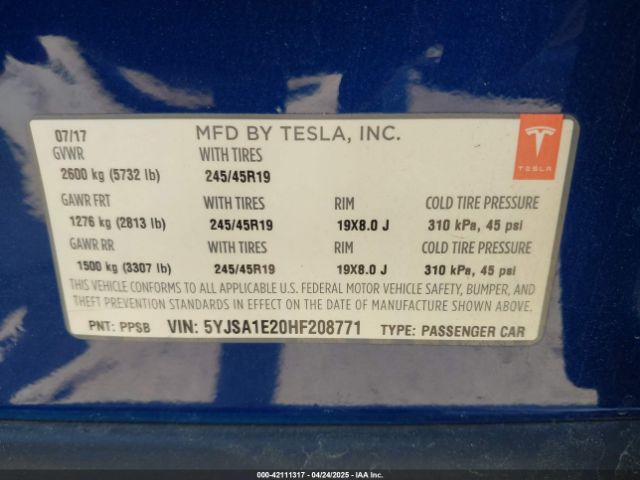 07/17 MFD BY TESLA, INC.
GVWR WITH TIRES
2600 kg (5732 lb) 245/45R19
TESLA
GAWR FRT WITH TIRES RIM COLD TIRE PRESSURE
1276 kg (2813 lb) 245/45R19 19X8.0 J 310 kPa, 45 psi
GAWR RR WITH TIRES RIM COLD TIRE PRESSURE
1500 kg (3307 lb) 245/45R19 19X8.0 J 310 kPa, 45 psi
THIS VEHICLE CONFORMS TO ALL APPLICABLE U.S. FEDERAL MOTOR VEHICLE SAFETY, BUMPER, AND
THEFT PREVENTION STANDARDS IN EFFECT ON THE DATE OF MANUFACTURE SHOWN ABOVE.
PNT: PPSB VIN: 5YJSA1E20HF208771 TYPE: PASSENGER CAR
000-42111317 - 04/24/2025 - IAA Inc.